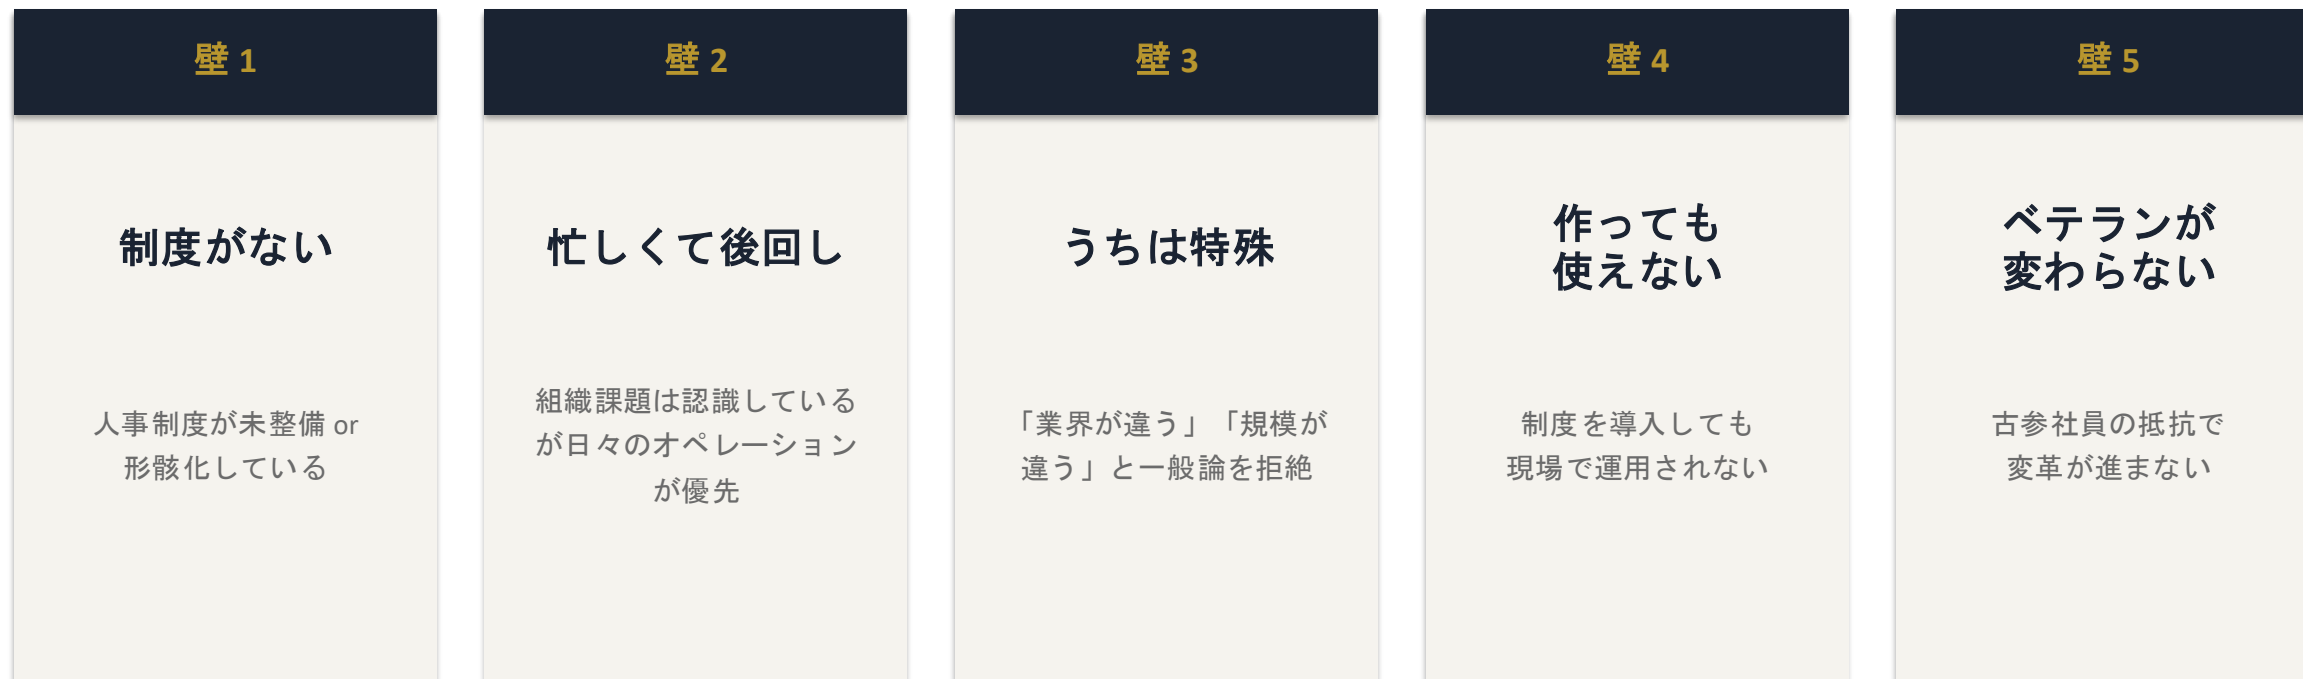 壁 1
制度がない
人事制度が未整備 or
形骸化している
壁 2
忙しくて後回し
組織課題は認識している
が日々のオペレーション
が優先
壁 3
うちは特殊
「業界が違う」「規模が
違う」と一般論を拒絶
壁 4
作っても
使えない
制度を導入しても
現場で運用されない
壁 5
ベテランが
変わらない
古参社員の抵抗で
変革が進まない